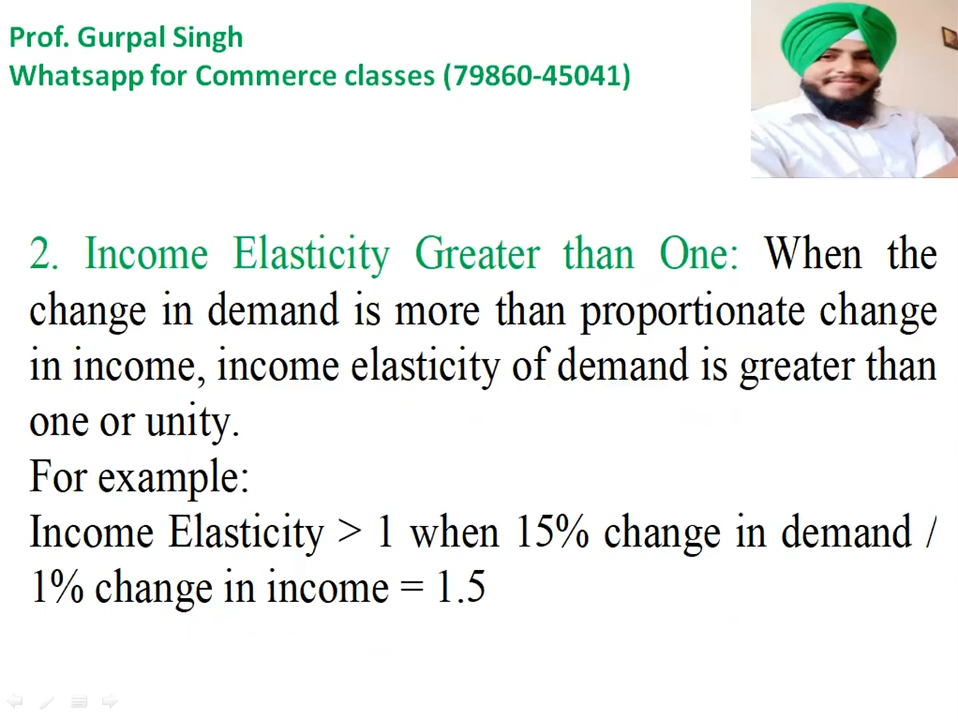 Prof. Gurpal Singh
Whatsapp for Commerce classes (79860-45041)
2. Income Elasticity Greater than One: When the
change in demand is more than proportionate change
in income, income elasticity of demand is greater than
one or unity.
For example:
Income Elasticity > 1 when 15% change in demand /
1% change in income = 1.5